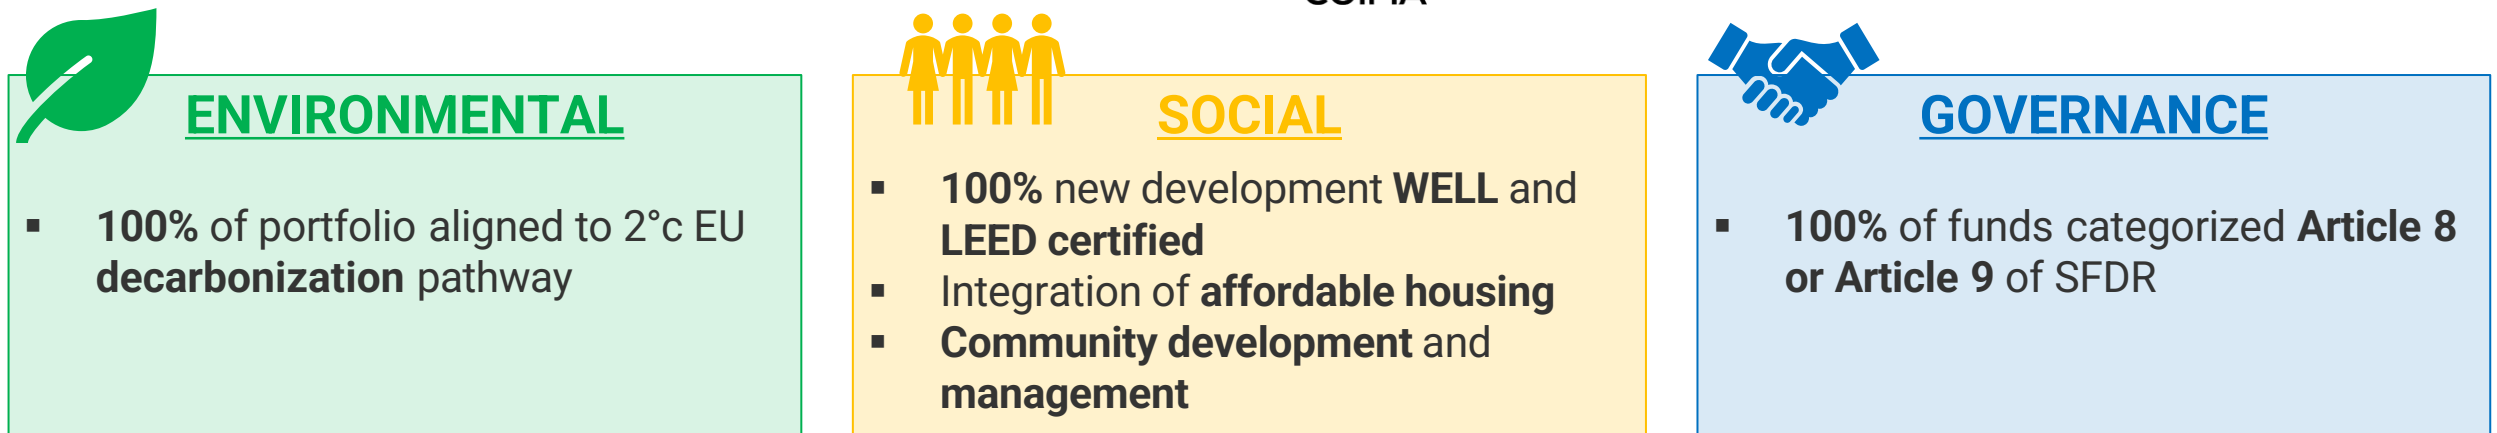 ENVIRONMENTAL
▪ 100% of portfolio aligned to 2°c EU
decarbonization pathway
SOCIAL
▪ 100% new development WELL and
LEED certified
▪ Integration of affordable housing
▪ Community development and
management
GOVERNANCE
▪ 100% of funds categorized Article 8
or Article 9 of SFDR